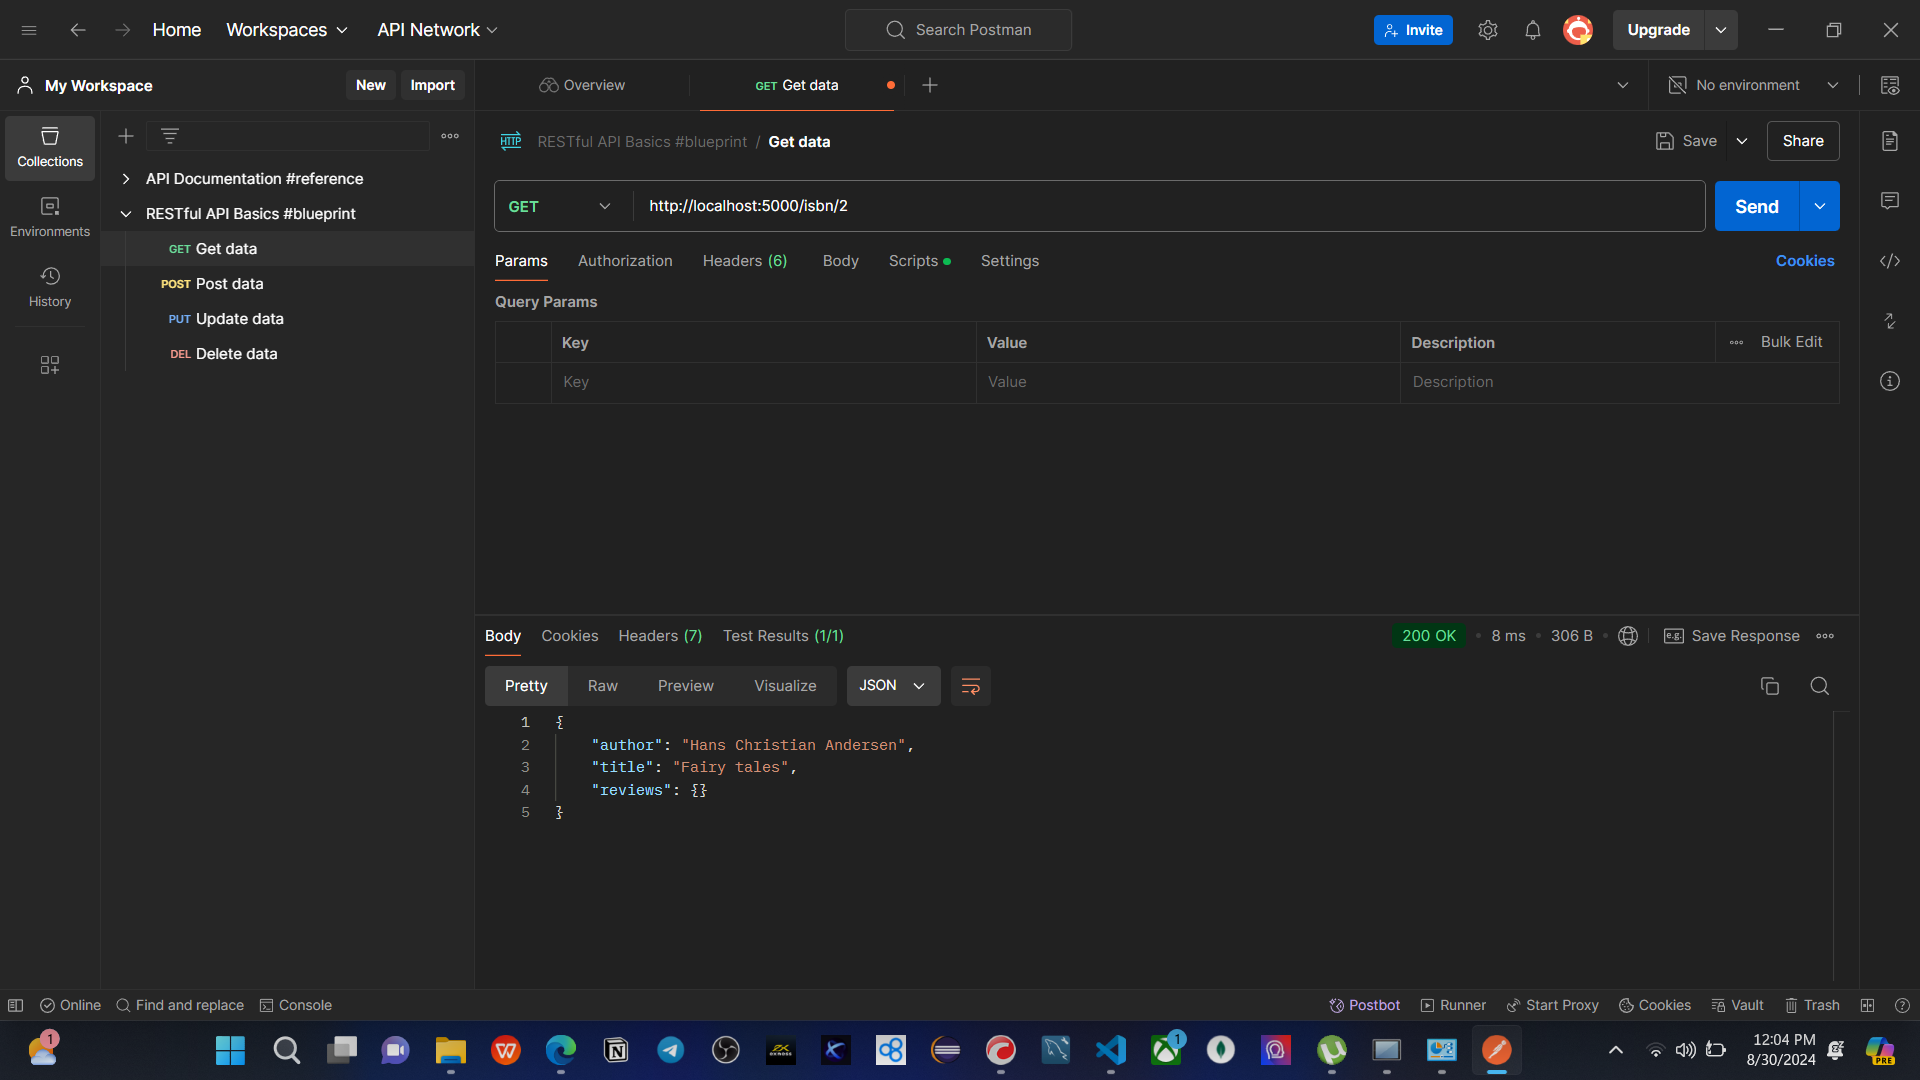 Home Workspaces API Network Search Postman Invite Upgrade
My Workspace New Import Overview GET Get data No environment
Collections
API Documentation #reference
RESTful API Basics #blueprint
GET Get data
POST Post data
PUT Update data
DEL Delete data
Environments
History
HTTP RESTful API Basics #blueprint / Get data Save Share
GET http://localhost:5000/isbn/2 Send
Params Authorization Headers (6) Body Scripts Settings Cookies
Query Params
Key Value Description Bulk Edit
Key Value Description
Body Cookies Headers (7) Test Results (1/1) 200 OK 8 ms 306 B e.g. Save Response
Pretty Raw Preview Visualize JSON
1 {
2 "author": "Hans Christian Andersen",
3 "title": "Fairy tales",
4 "reviews": {}
5 }
Online Find and replace Console Postbot Runner Start Proxy Cookies Vault Trash
1 1 12:04 PM
8/30/2024
PRE